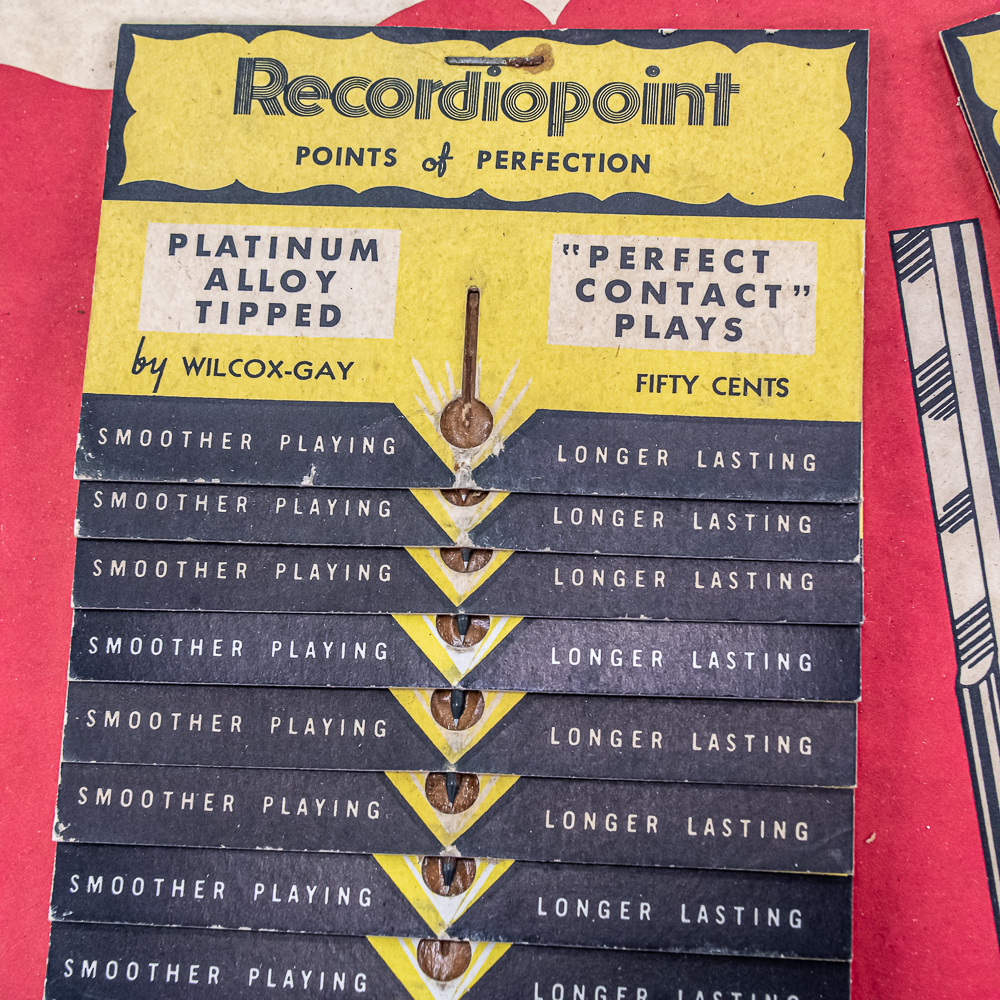 Recordiopoint
POINTS of PERFECTION
PLATINUM
ALLOY
TIPPED
by WILCOX-GAY
"PERFECT
CONTACT"
PLAYS
FIFTY CENTS
SMOOTHER PLAYING LONGER LASTING
SMOOTHER PLAYING LONGER LASTING
SMOOTHER PLAYING LONGER LASTING
SMOOTHER PLAYING LONGER LASTING
SMOOTHER PLAYING LONGER LASTING
SMOOTHER PLAYING LONGER LASTING
SMOOTHER PLAYING LONGER LASTING
SMOOTHER PLAYING LONGER LASTING